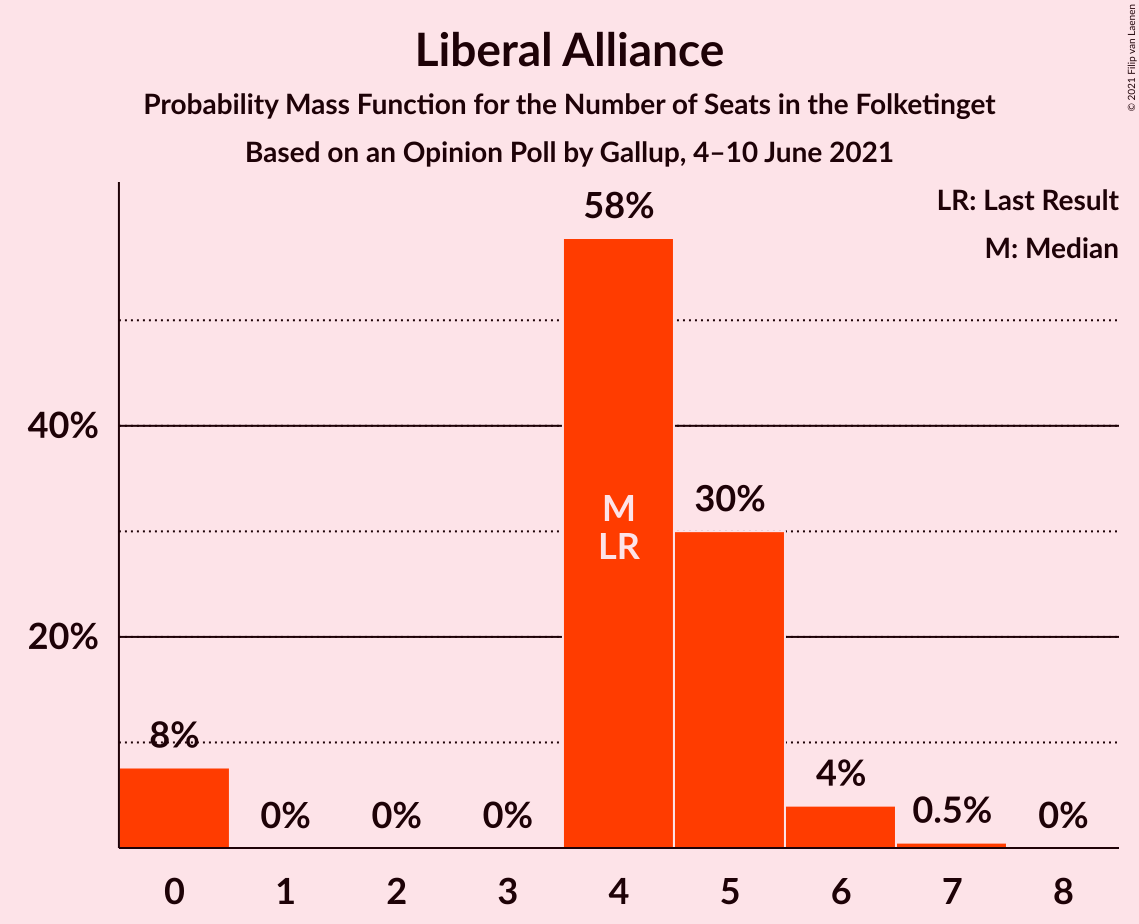 Liberal Alliance
Probability Mass Function for the Number of Seats in the Folketinget
Based on an Opinion Poll by Gallup, 4–10 June 2021
© 2021 Filip van Laenen
LR: Last Result
M: Median
58%
40%
30%
M
LR
20%
8%
4%
0% 0% 0% 0.5% 0%
0 1 2 3 4 5 6 7 8